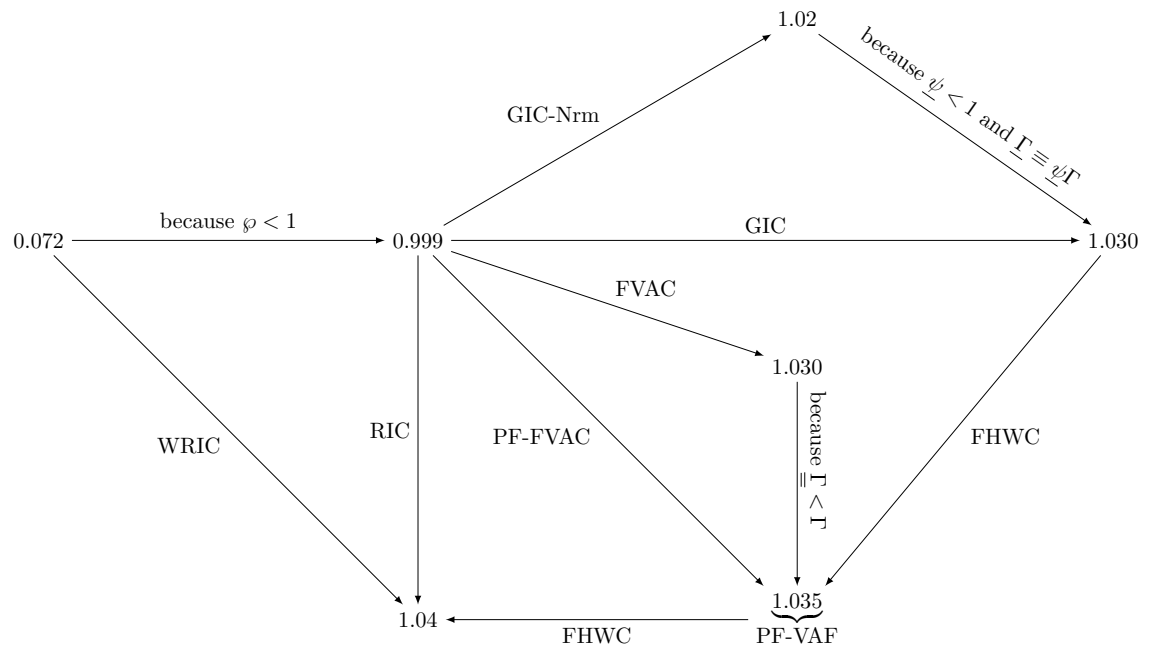 1.02
because ψ̲ < 1 and Γ̲ ≡ ψ̲Γ
GIC-Nrm
because ℘ < 1
GIC
0.072
0.999
1.030
FVAC
1.030
because Γ̳ < Γ
WRIC
RIC
PF-FVAC
FHWC
1.035
1.04
FHWC
PF-VAF